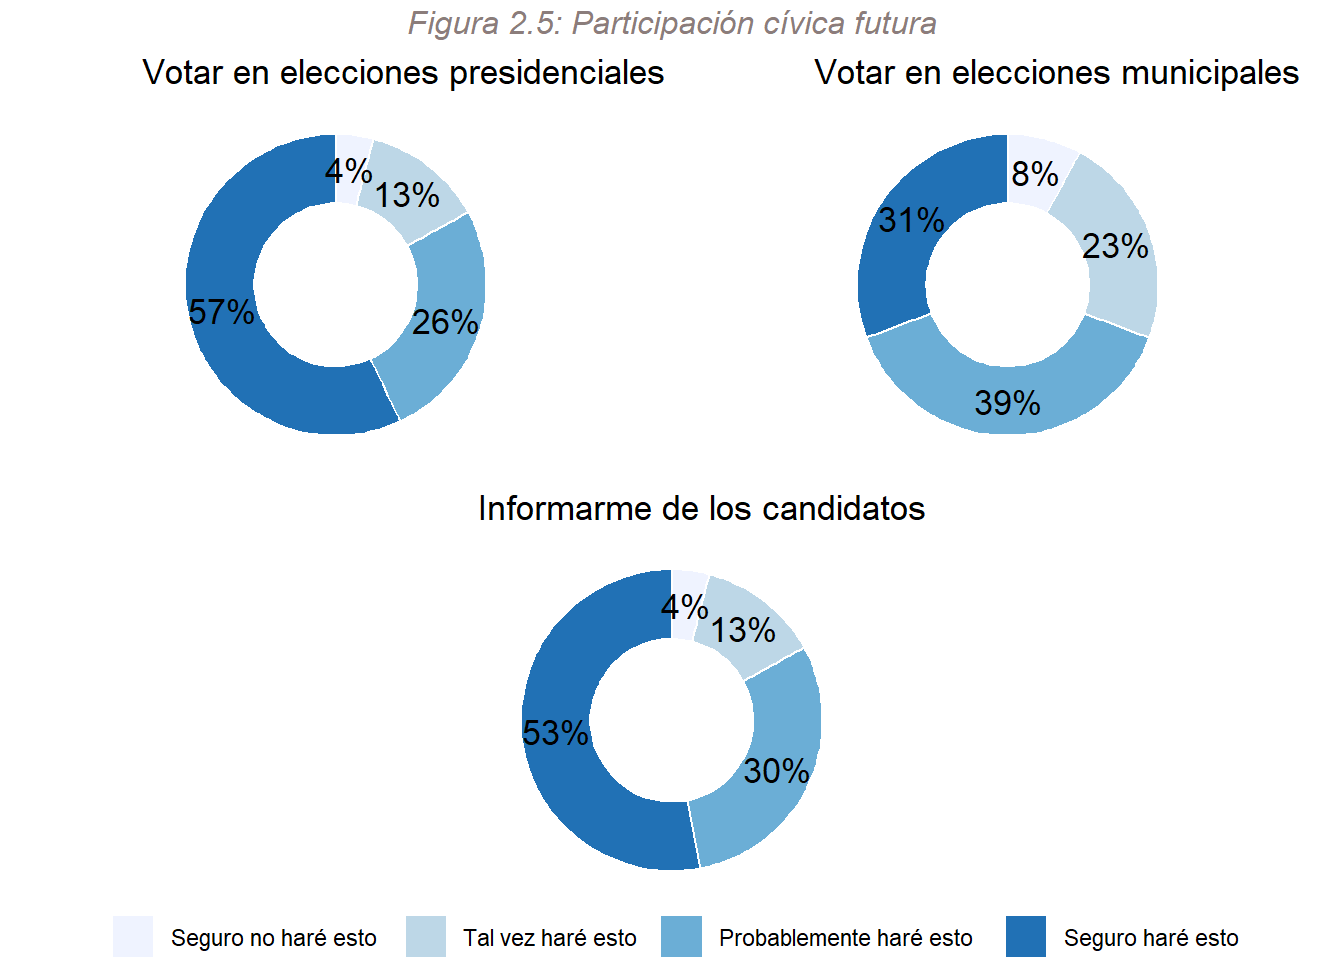 Figura 2.5: Participación cívica futura
Votar en elecciones presidenciales
4%
13%
26%
57%
Votar en elecciones municipales
8%
23%
39%
31%
Informarme de los candidatos
4%
13%
30%
53%
Seguro no haré esto
Tal vez haré esto
Probablemente haré esto
Seguro haré esto